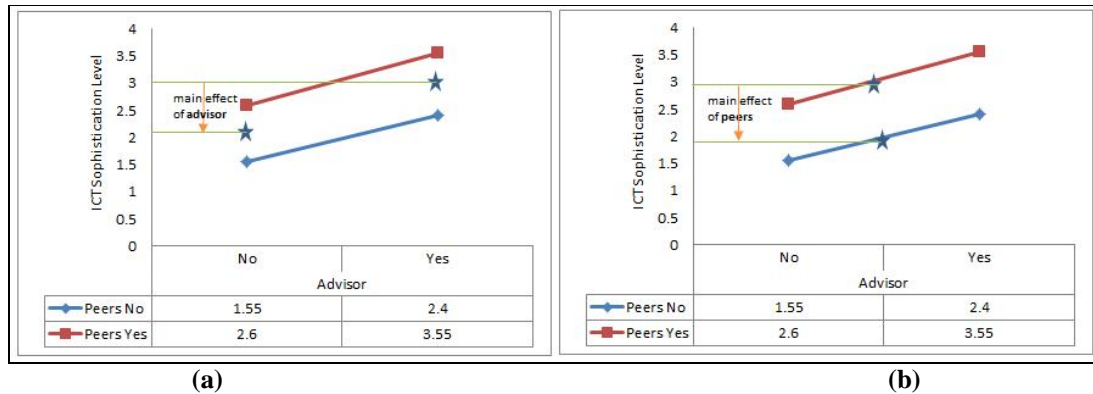 4
3.5
3
2.5
2
1.5
1
0.5
0
ICT Sophistication Level
main effect
of advisor
No Yes
Advisor
Peers No 1.55 2.4
Peers Yes 2.6 3.55
(a)
4
3.5
3
2.5
2
1.5
1
0.5
0
ICT Sophistication Level
main effect
of peers
No Yes
Advisor
Peers No 1.55 2.4
Peers Yes 2.6 3.55
(b)